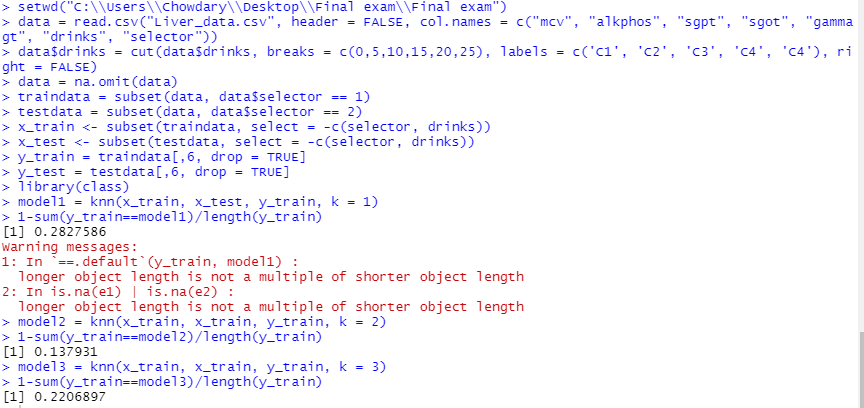 > setwd("C:\\Users\\Chowdary\\Desktop\\Final exam\\Final exam")
> data = read.csv("Liver_data.csv", header = FALSE, col.names = c("mcv", "alkphos", "sgpt", "sgot", "gamma
gt", "drinks", "selector"))
> data$drinks = cut(data$drinks, breaks = c(0,5,10,15,20,25), labels = c('C1', 'C2', 'C3', 'C4', 'C4'), ri
ght = FALSE)
> data = na.omit(data)
> traindata = subset(data, data$selector == 1)
> testdata = subset(data, data$selector == 2)
> x_train <- subset(traindata, select = -c(selector, drinks))
> x_test <- subset(testdata, select = -c(selector, drinks))
> y_train = traindata[,6, drop = TRUE]
> y_test = testdata[,6, drop = TRUE]
> library(class)
> model1 = knn(x_train, x_test, y_train, k = 1)
> 1-sum(y_train==model1)/length(y_train)
[1] 0.2827586
Warning messages:
1: In `==.default`(y_train, model1) :
  longer object length is not a multiple of shorter object length
2: In is.na(e1) | is.na(e2) :
  longer object length is not a multiple of shorter object length
> model2 = knn(x_train, x_train, y_train, k = 2)
> 1-sum(y_train==model2)/length(y_train)
[1] 0.137931
> model3 = knn(x_train, x_train, y_train, k = 3)
> 1-sum(y_train==model3)/length(y_train)
[1] 0.2206897